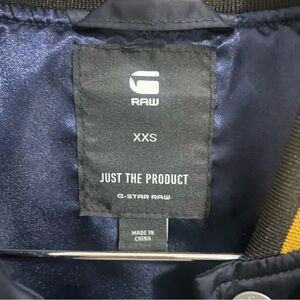 RAW
XXS
JUST THE PRODUCT
G-STAR RAW
MADE IN
CHINA